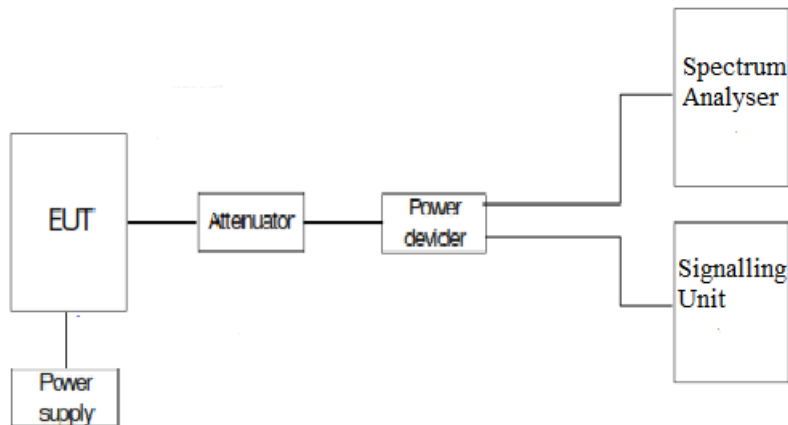 Spectrum
Analyser
EUT
Attenuator
Power
devider
Signalling
Unit
Power
supply